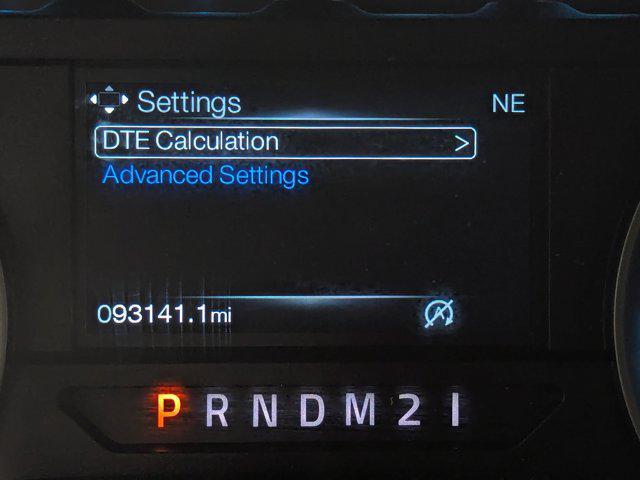 Settings NE
DTE Calculation >
Advanced Settings
093141.1mi
P R N D M 2 1